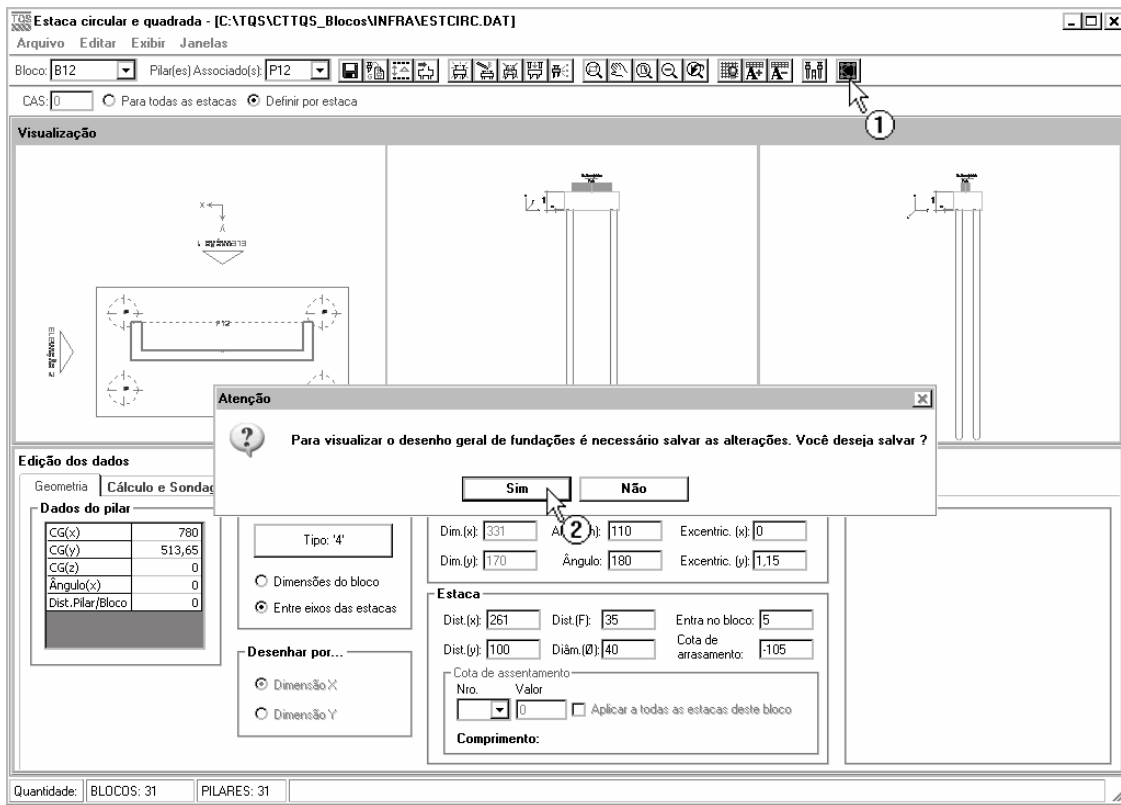 TQS Estaca circular e quadrada - [C:\TQS\CTTQS_Blocos\INFRA\ESTCIRC.DAT]
Arquivo Editar Exibir Janelas
Bloco: B12 Pilar(es) Associado(s): P12
CAS: 0 Para todas as estacas Definir por estaca
1
Visualização
X
Y
P12
Atenção
Para visualizar o desenho geral de fundações é necessário salvar as alterações. Você deseja salvar ?
Sim Não
2
Edição dos dados
Geometria Cálculo e Sondag
Dados do pilar
CG(x) 780
CG(y) 513,65
CG(z) 0
Ângulo(x) 0
Dist.Pilar/Bloco 0
Tipo: '4'
Dimensões do bloco
Entre eixos das estacas
Desenhar por...
Dimensão X
Dimensão Y
Dim.(x): 331 110 Excentric. (x): 0
Dim.(y): 170 Ângulo: 180 Excentric. (y): 1,15
Estaca
Dist.(x): 261 Dist.(F): 35 Entra no bloco: 5
Dist.(y): 100 Diâm.(Ø): 40 Cota de arrasamento: -105
Cota de assentamento
Nro. Valor
0 Aplicar a todas as estacas deste bloco
Comprimento:
Quantidade: BLOCOS: 31 PILARES: 31